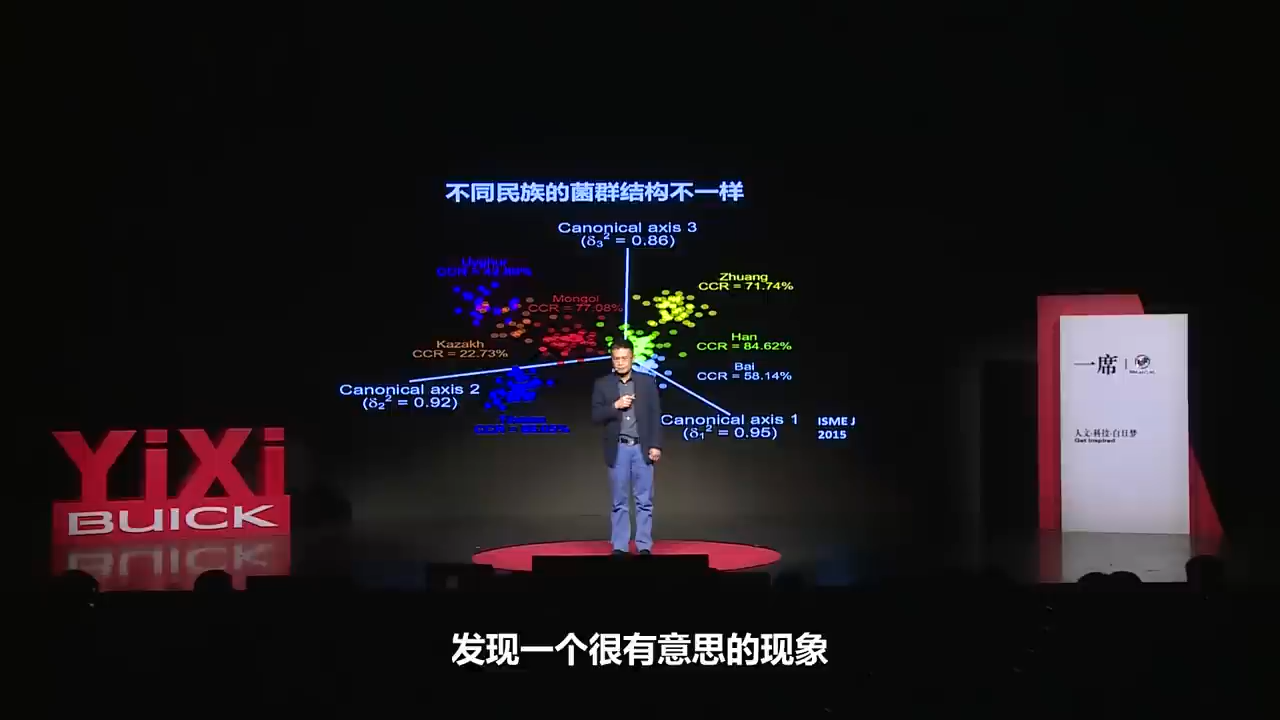 不同民族的菌群结构不一样
Canonical axis 3
(δ₃² = 0.86)
Uyghur
Zhuang
CCR = 71.74%
Mongol
CCR = 77.08%
Kazakh
CCR = 22.73%
Han
CCR = 84.62%
Bai
CCR = 58.14%
Canonical axis 2
(δ₂² = 0.92)
Canonical axis 1
(δ₁² = 0.95)
ISME J
2015
YiXi
BUICK
一席
人文·科技·白日梦
Get Inspired
发现一个很有意思的现象